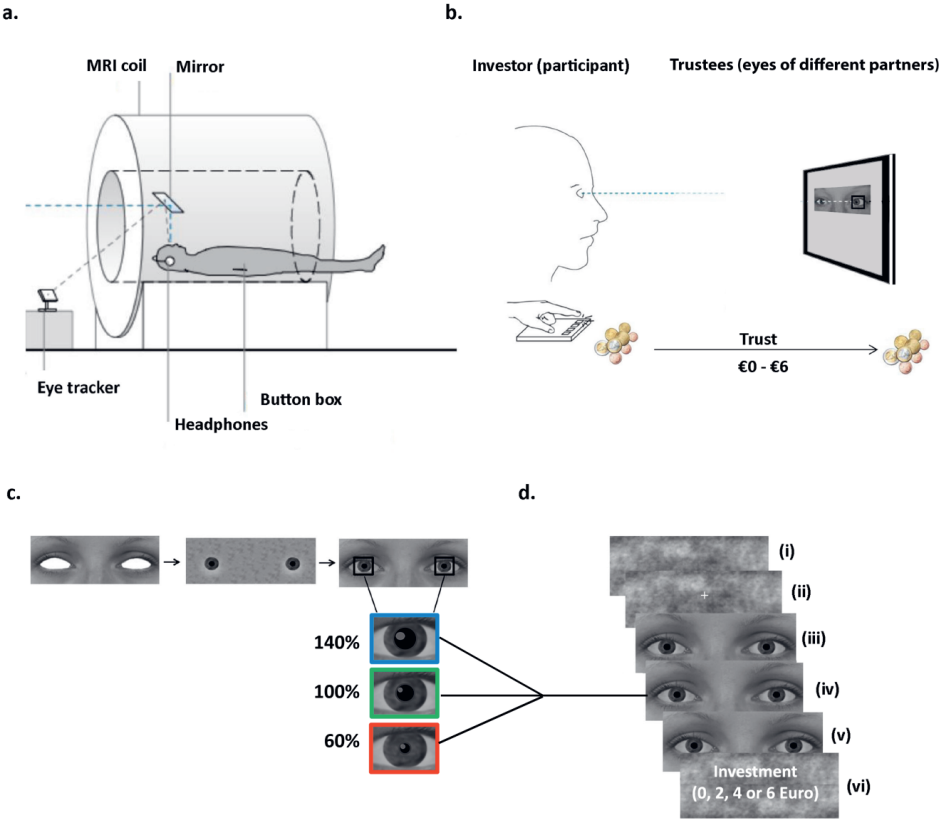 a.
MRI coil
Mirror
Eye tracker
Button box
Headphones
b.
Investor (participant)
Trustees (eyes of different partners)
Trust
€0 - €6
c.
140%
100%
60%
d.
(i)
(ii)
(iii)
(iv)
(v)
Investment
(0, 2, 4 or 6 Euro)
(vi)